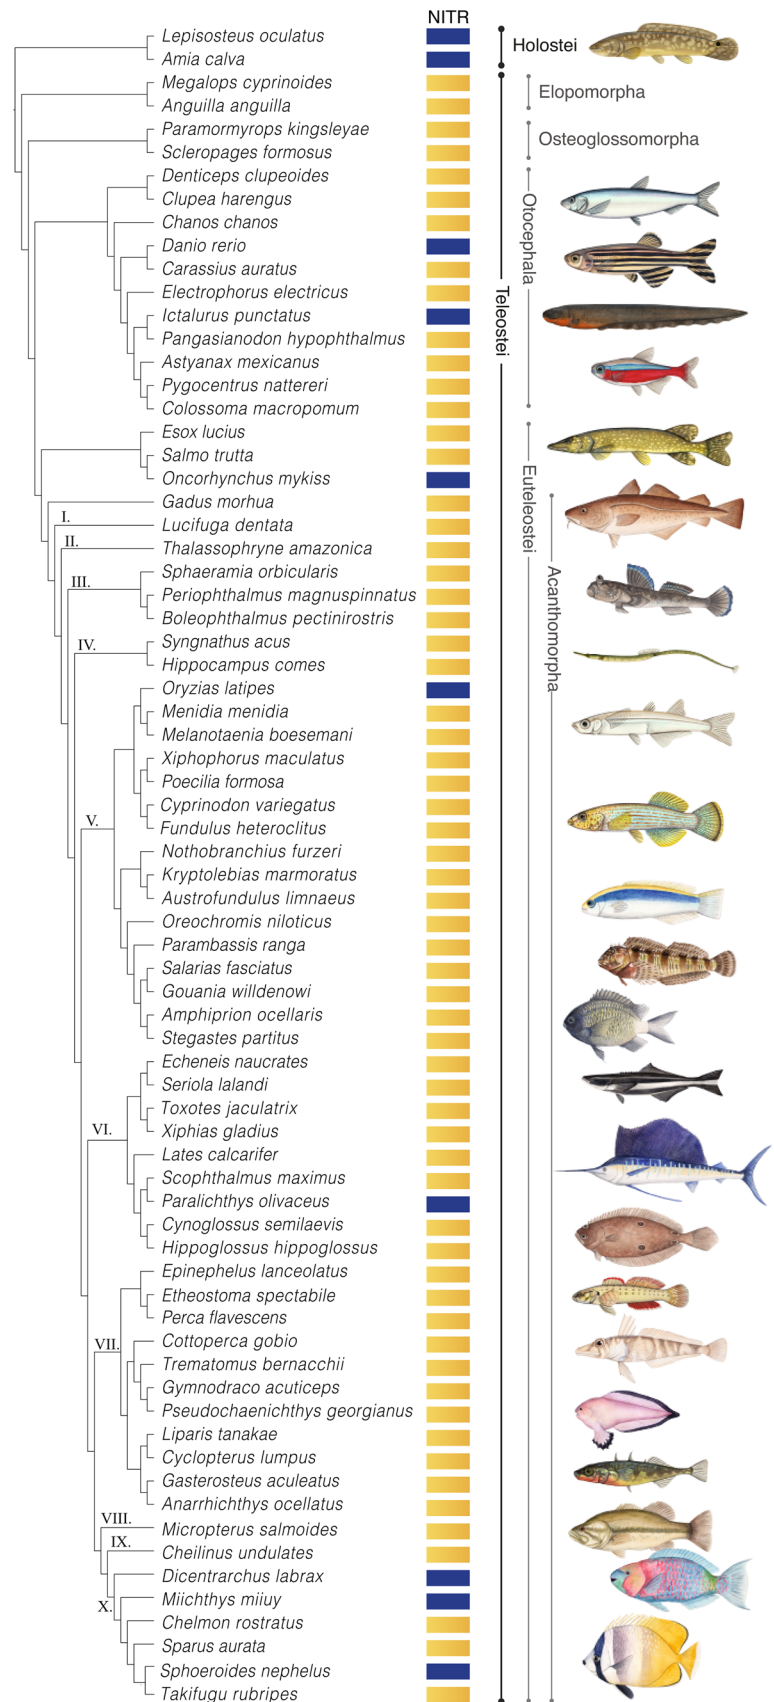 NITR
Lepisosteus oculatus
Amia calva
Holostei
Megalops cyprinoides
Anguilla anguilla
Elopomorpha
Paramormyrops kingsleyae
Scleropages formosus
Osteoglossomorpha
Denticeps clupeoides
Clupea harengus
Chanos chanos
Danio rerio
Carassius auratus
Electrophorus electricus
Ictalurus punctatus
Pangasianodon hypophthalmus
Astyanax mexicanus
Pygocentrus nattereri
Colossoma macropomum
Otocephala
Teleostei
Esox lucius
Salmo trutta
Oncorhynchus mykiss
Gadus morhua
I.
Lucifuga dentata
II.
Thalassophryne amazonica
Euteleostei
III.
Sphaeramia orbicularis
Periophthalmus magnuspinnatus
Boleophthalmus pectinirostris
Acanthomorpha
IV.
Syngnathus acus
Hippocampus comes
Oryzias latipes
Menidia menidia
Melanotaenia boesemani
Xiphophorus maculatus
Poecilia formosa
Cyprinodon variegatus
V.
Fundulus heteroclitus
Nothobranchius furzeri
Kryptolebias marmoratus
Austrofundulus limnaeus
Oreochromis niloticus
Parambassis ranga
Salarias fasciatus
Gouania willdenowi
Amphiprion ocellaris
Stegastes partitus
Echeneis naucrates
Seriola lalandi
Toxotes jaculatrix
VI.
Xiphias gladius
Lates calcarifer
Scophthalmus maximus
Paralichthys olivaceus
Cynoglossus semilaevis
Hippoglossus hippoglossus
Epinephelus lanceolatus
Etheostoma spectabile
Perca flavescens
VII.
Cottoperca gobio
Trematomus bernacchii
Gymnodraco acuticeps
Pseudochaenichthys georgianus
Liparis tanakae
Cyclopterus lumpus
Gasterosteus aculeatus
Anarrhichthys ocellatus
VIII.
Micropterus salmoides
IX.
Cheilinus undulates
Dicentrarchus labrax
X.
Miichthys miiuy
Chelmon rostratus
Sparus aurata
Sphoeroides nephelus
Takifugu rubripes